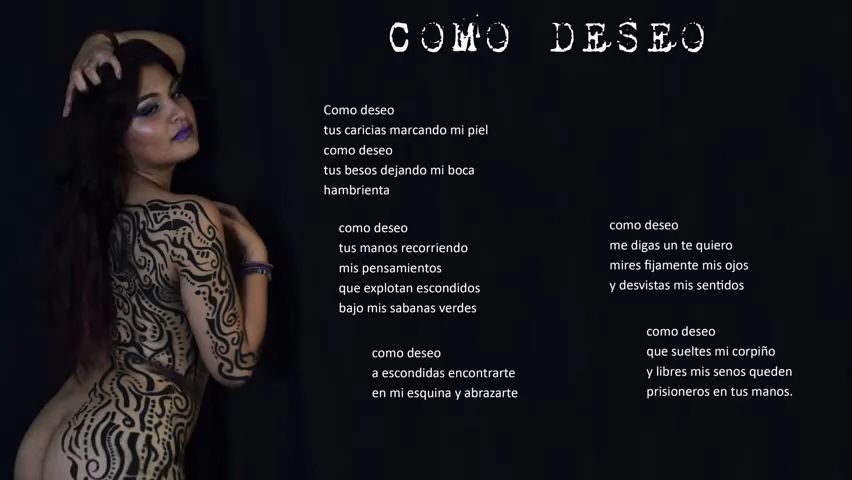 COMO DESEO
Como deseo
tus caricias marcando mi piel
como deseo
tus besos dejando mi boca
hambrienta
como deseo
tus manos recorriendo
mis pensamientos
que explotan escondidos
bajo mis sabanas verdes
como deseo
a escondidas encontrarte
en mi esquina y abrazarte
como deseo
me digas un te quiero
mires fijamente mis ojos
y desvistas mis sentidos
como deseo
que sueltes mi corpiño
y libres mis senos queden
prisioneros en tus manos.